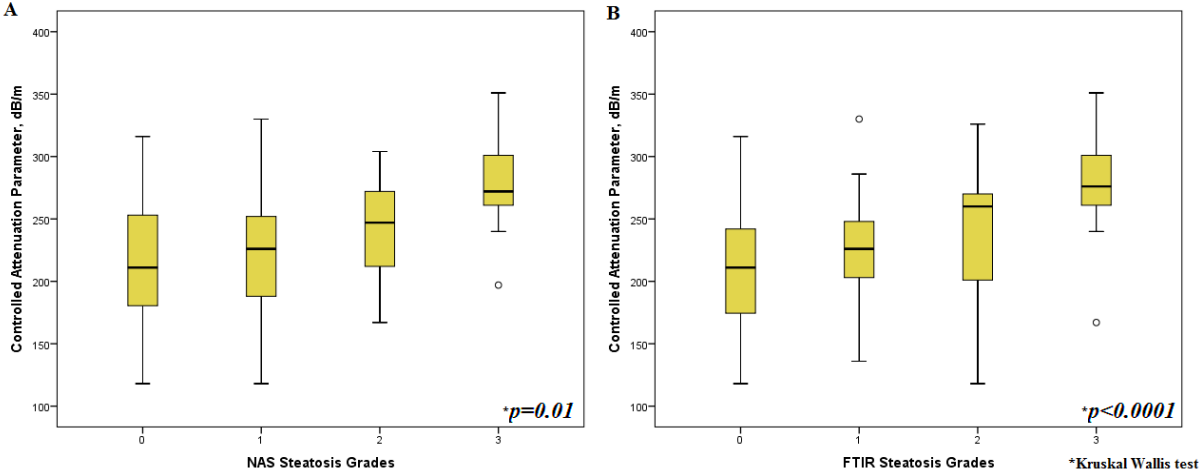 A
Controlled Attenuation Parameter, dB/m
400
350
300
250
200
150
100
*p=0.01
0 1 2 3
NAS Steatosis Grades
B
Controlled Attenuation Parameter, dB/m
400
350
300
250
200
150
100
*p<0.0001
0 1 2 3
FTIR Steatosis Grades
*Kruskal Wallis test